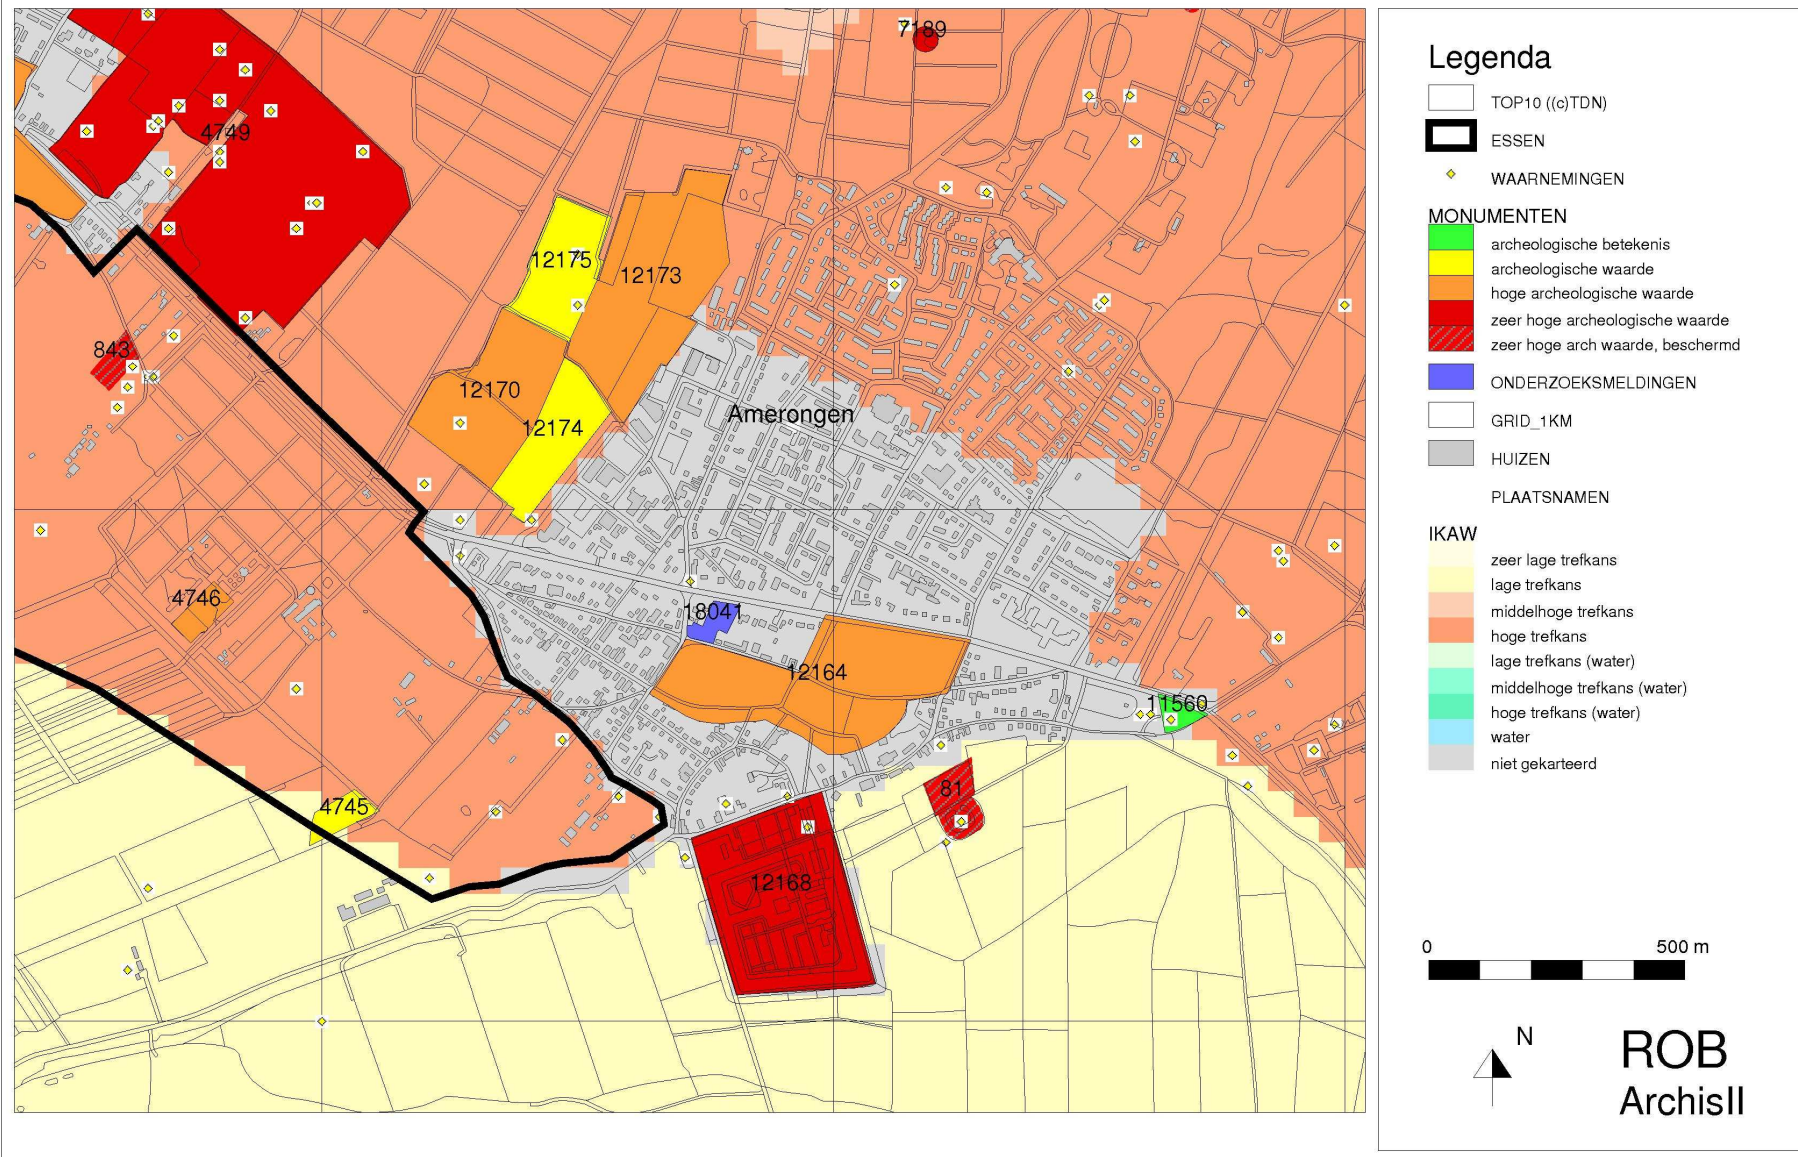 7189
4749
12175
12173
843
12170
12174
Amerongen
4746
18041
12164
11560
4745
81
12168
Legenda
TOP10 ((c)TDN)
ESSEN
WAARNEMINGEN
MONUMENTEN
archeologische betekenis
archeologische waarde
hoge archeologische waarde
zeer hoge archeologische waarde
zeer hoge arch waarde, beschermd
ONDERZOEKSMELDINGEN
GRID_1KM
HUIZEN
PLAATSNAMEN
IKAW
zeer lage trefkans
lage trefkans
middelhoge trefkans
hoge trefkans
lage trefkans (water)
middelhoge trefkans (water)
hoge trefkans (water)
water
niet gekarteerd
0 500 m
N
ROB
ArchisII